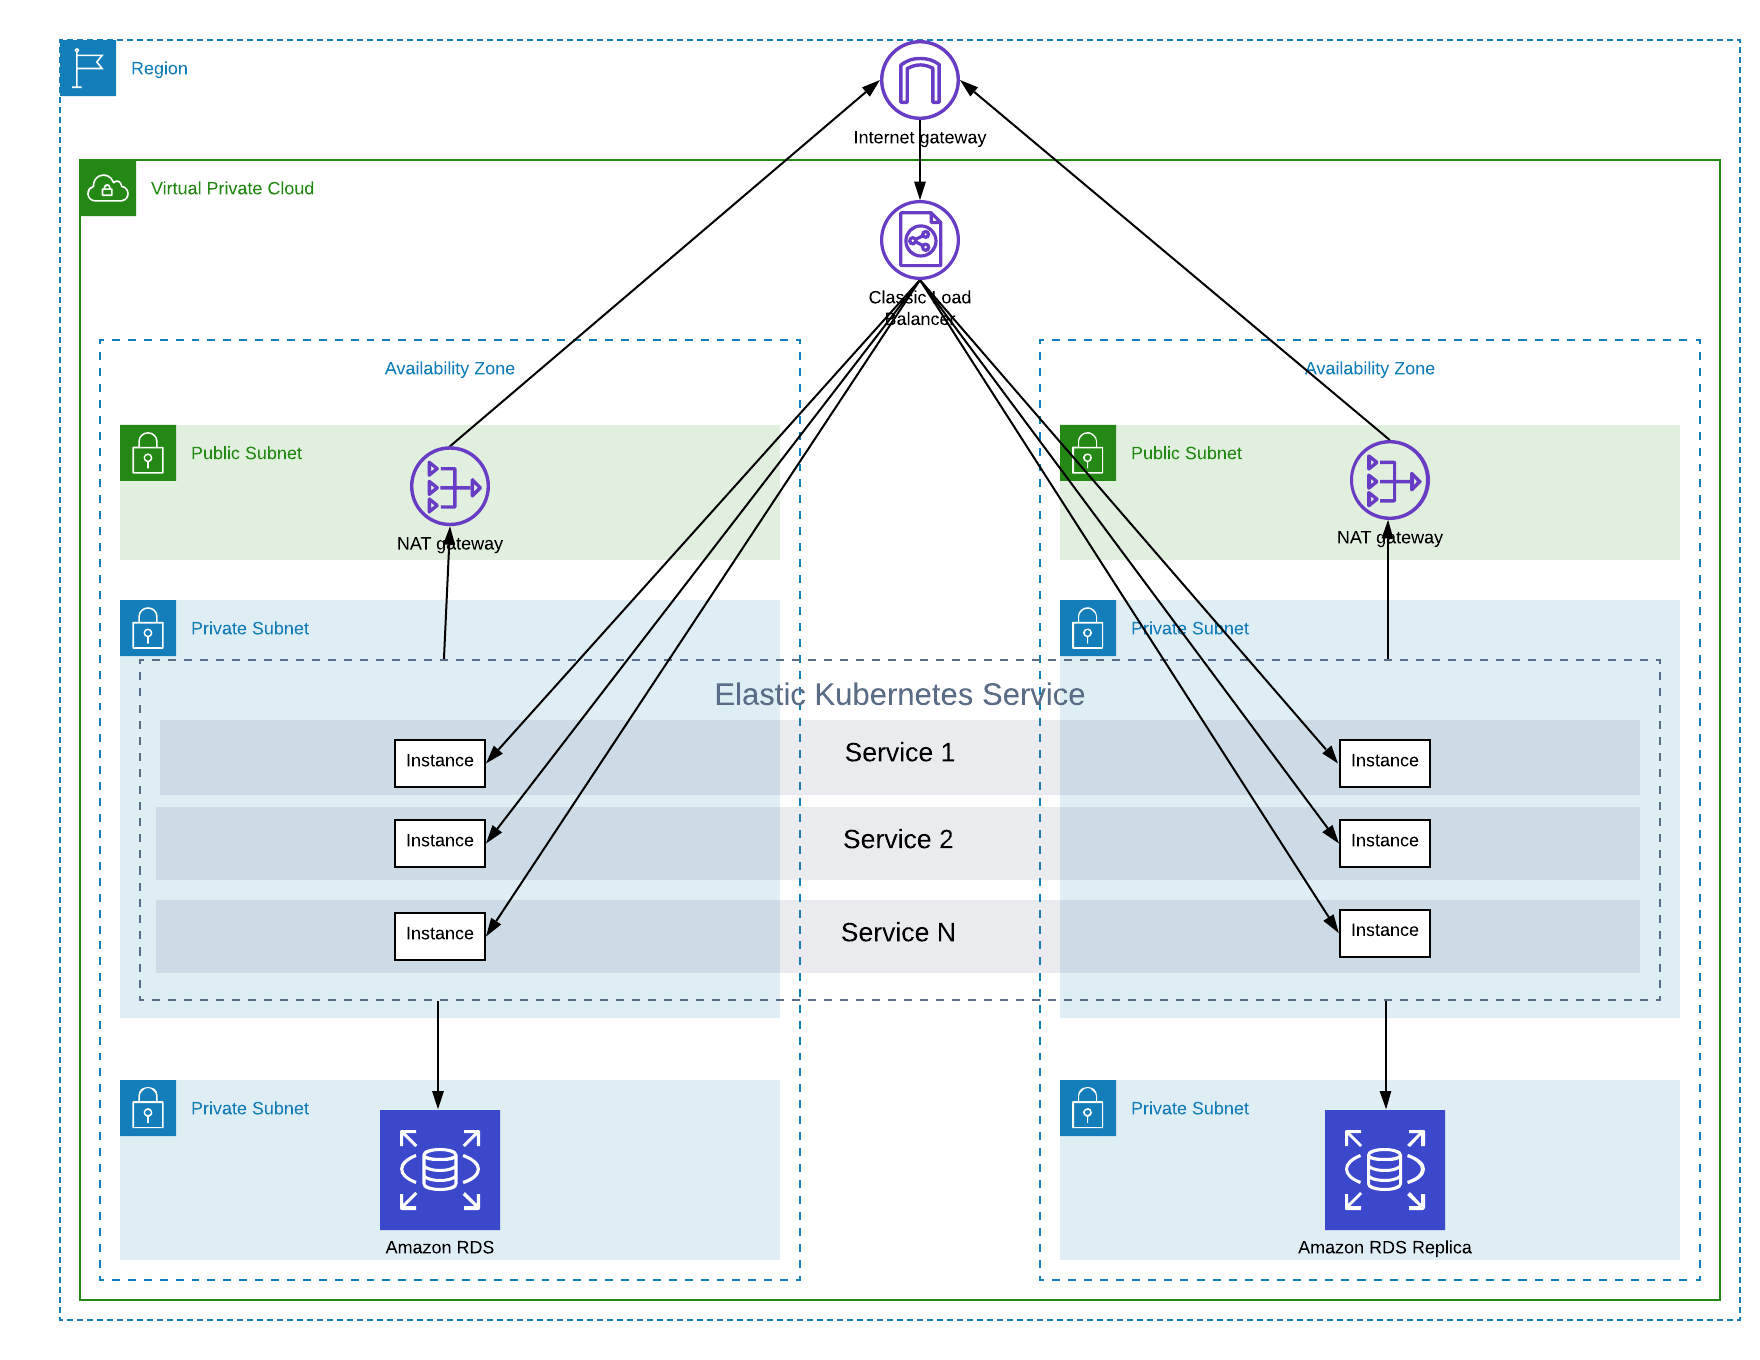 Region
Internet gateway
Virtual Private Cloud
Classic Load
Balancer
Availability Zone
Availability Zone
Public Subnet
Public Subnet
NAT gateway
NAT gateway
Private Subnet
Private Subnet
Elastic Kubernetes Service
Service 1
Instance
Instance
Service 2
Instance
Instance
Service N
Instance
Instance
Private Subnet
Private Subnet
Amazon RDS
Amazon RDS Replica